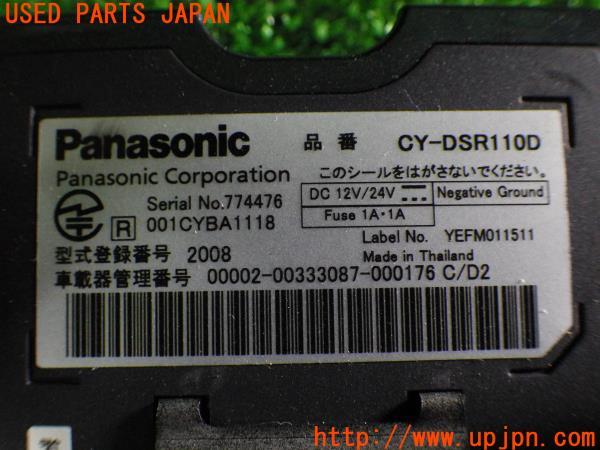 USED PARTS JAPAN
Panasonic 品番 CY-DSR110D
Panasonic Corporation このシールをはがさないでください。
Serial No.774476 DC 12V/24V Negative Ground
R 001CYBA1118 Fuse 1A・1A
Label No. YEFM011511
型式登録番号 2008 Made in Thailand
車載器管理番号 00002-00333087-000176 C/D2
http://www.upjpn.com